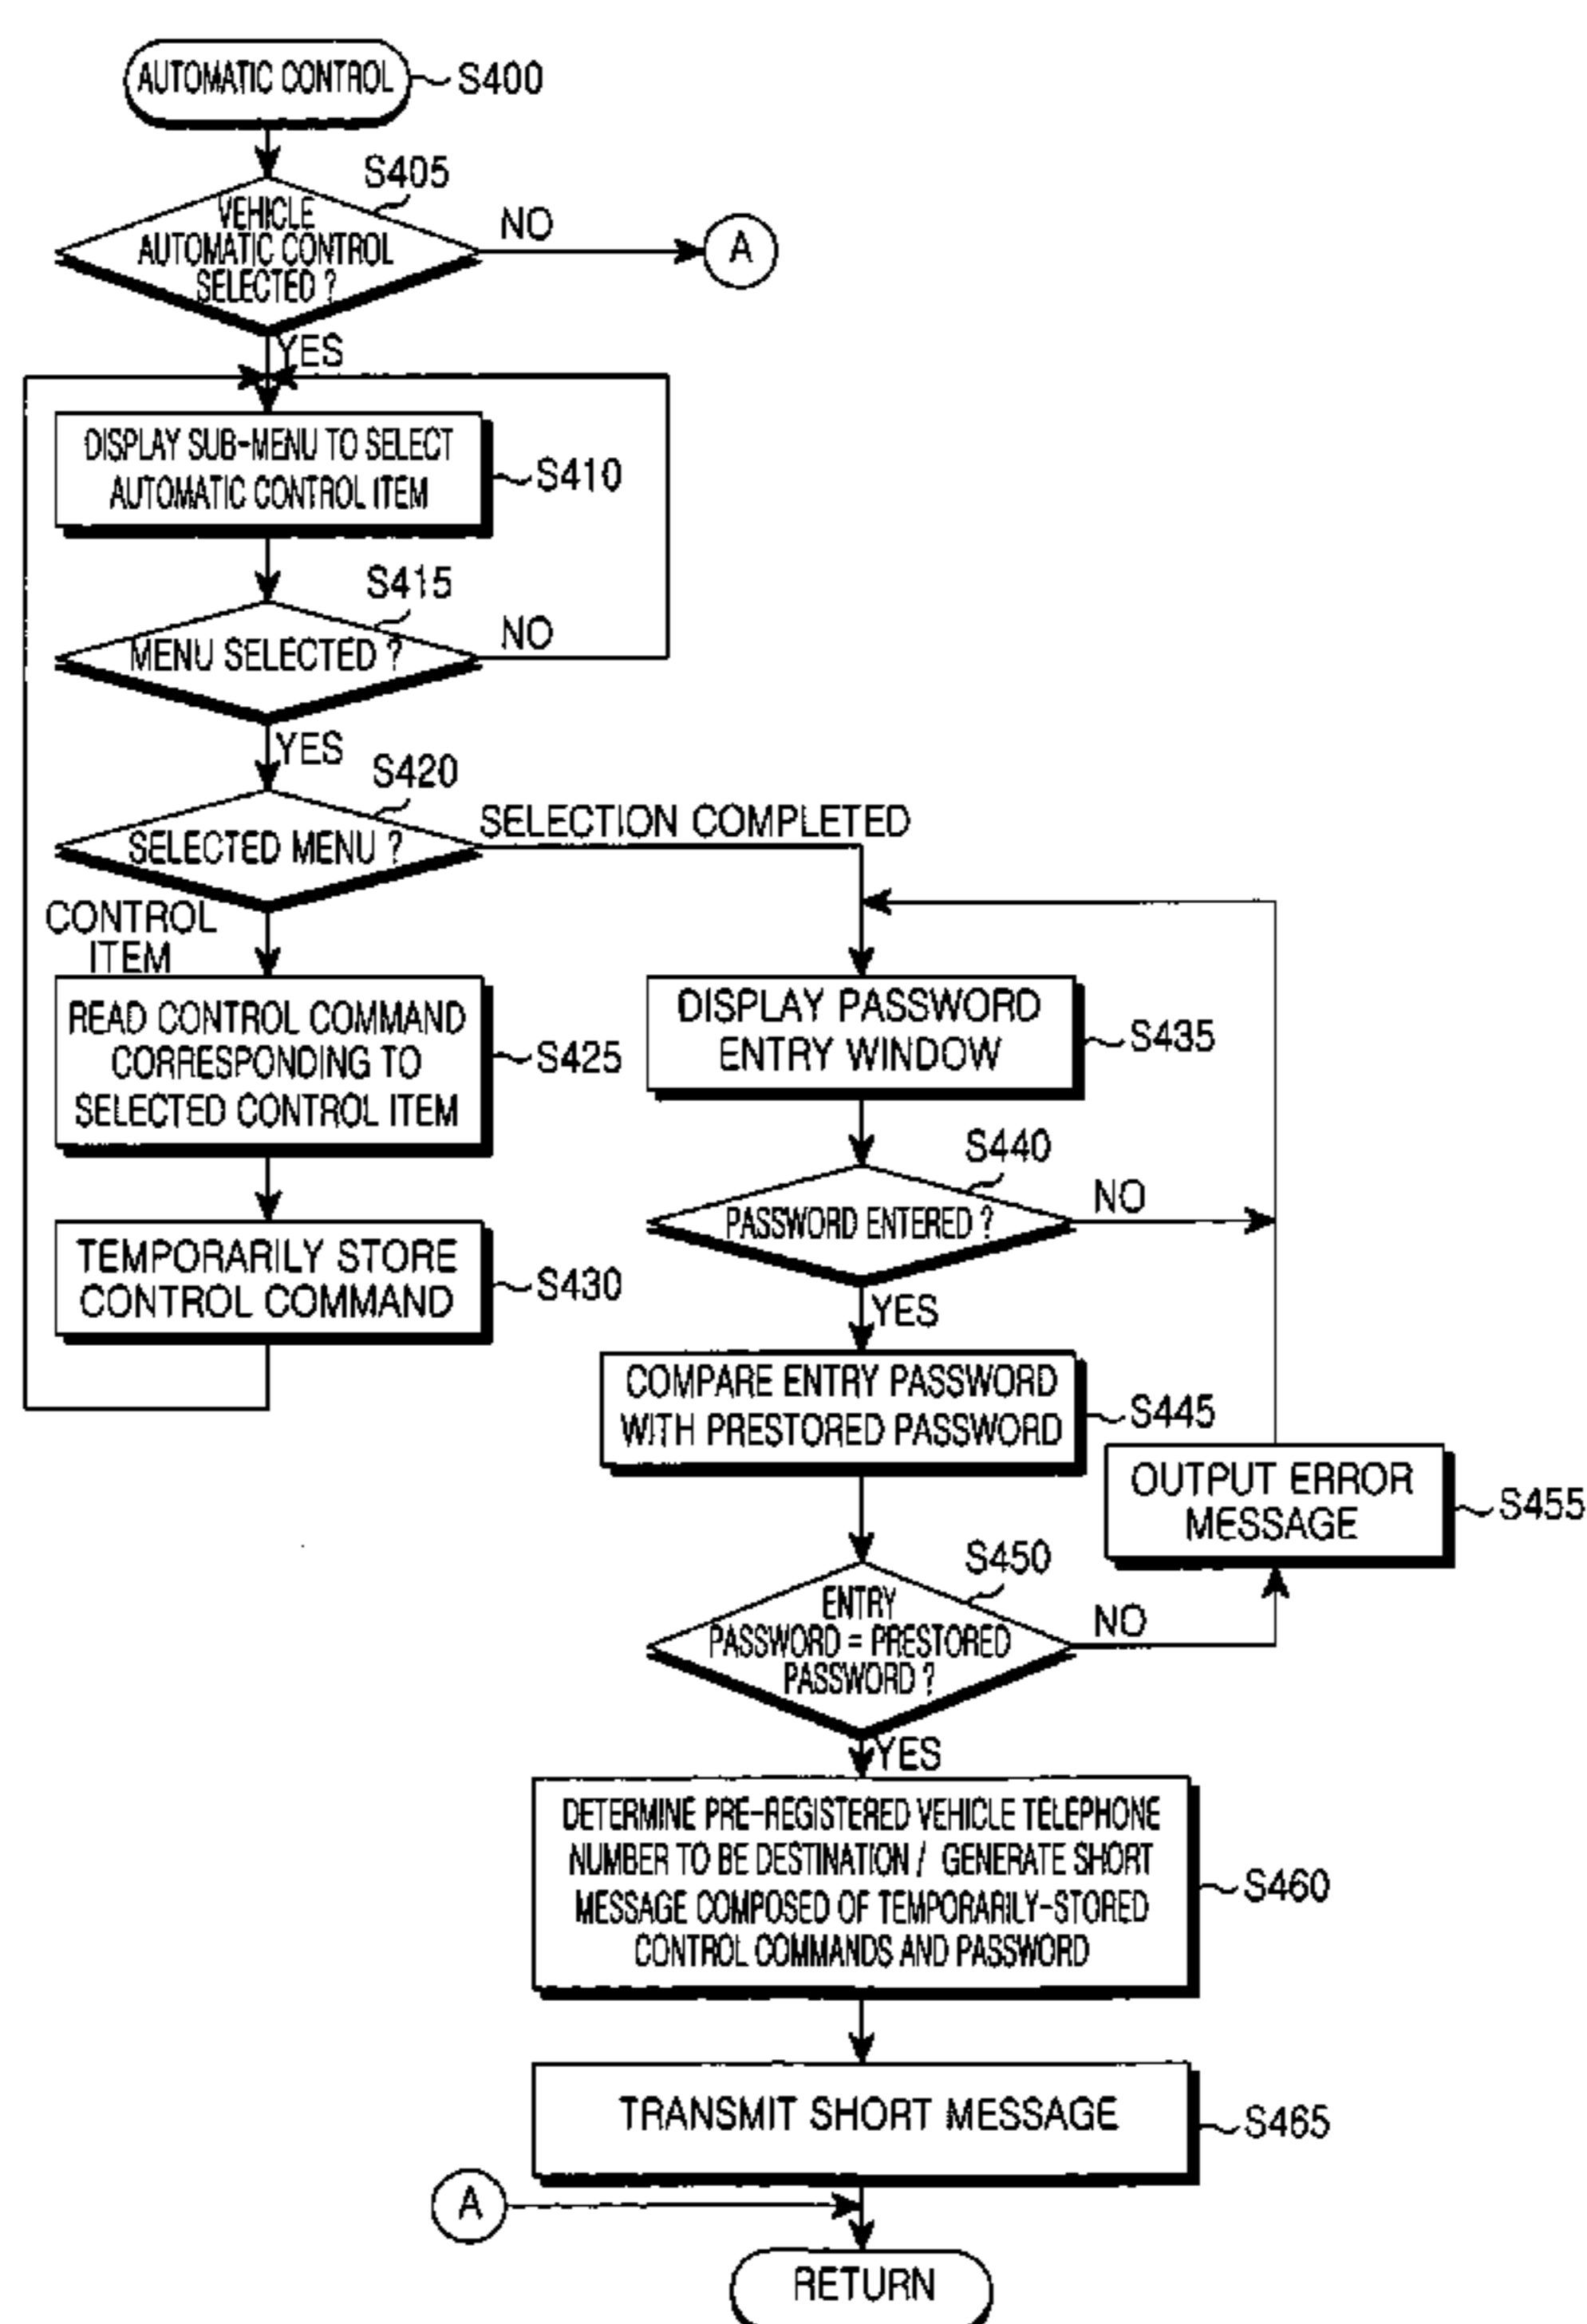 AUTOMATIC CONTROL
S400
S405
VEHICLE
AUTOMATIC CONTROL
SELECTED ?
NO
A
YES
DISPLAY SUB-MENU TO SELECT
AUTOMATIC CONTROL ITEM
S410
S415
MENU SELECTED ?
NO
YES
S420
SELECTED MENU ?
SELECTION COMPLETED
CONTROL
ITEM
READ CONTROL COMMAND
CORRESPONDING TO
SELECTED CONTROL ITEM
S425
TEMPORARILY STORE
CONTROL COMMAND
S430
DISPLAY PASSWORD
ENTRY WINDOW
S435
S440
PASSWORD ENTERED ?
NO
YES
COMPARE ENTRY PASSWORD
WITH PRESTORED PASSWORD
S445
OUTPUT ERROR
MESSAGE
S455
S450
ENTRY
PASSWORD = PRESTORED
PASSWORD ?
NO
YES
DETERMINE PRE-REGISTERED VEHICLE TELEPHONE
NUMBER TO BE DESTINATION / GENERATE SHORT
MESSAGE COMPOSED OF TEMPORARILY-STORED
CONTROL COMMANDS AND PASSWORD
S460
TRANSMIT SHORT MESSAGE
S465
A
RETURN